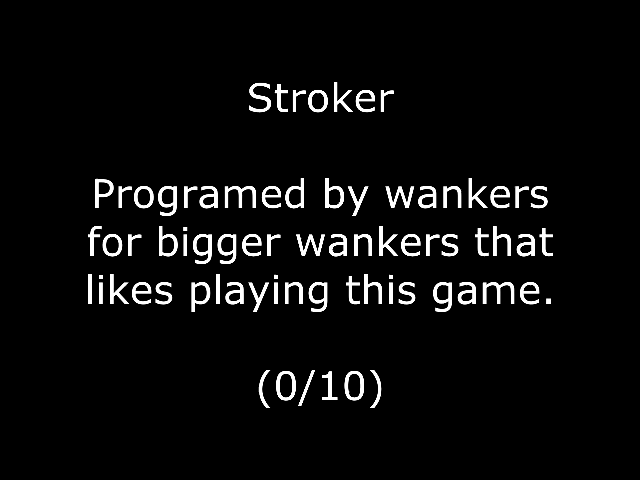 Stroker
Programed by wankers
for bigger wankers that
likes playing this game.
(0/10)